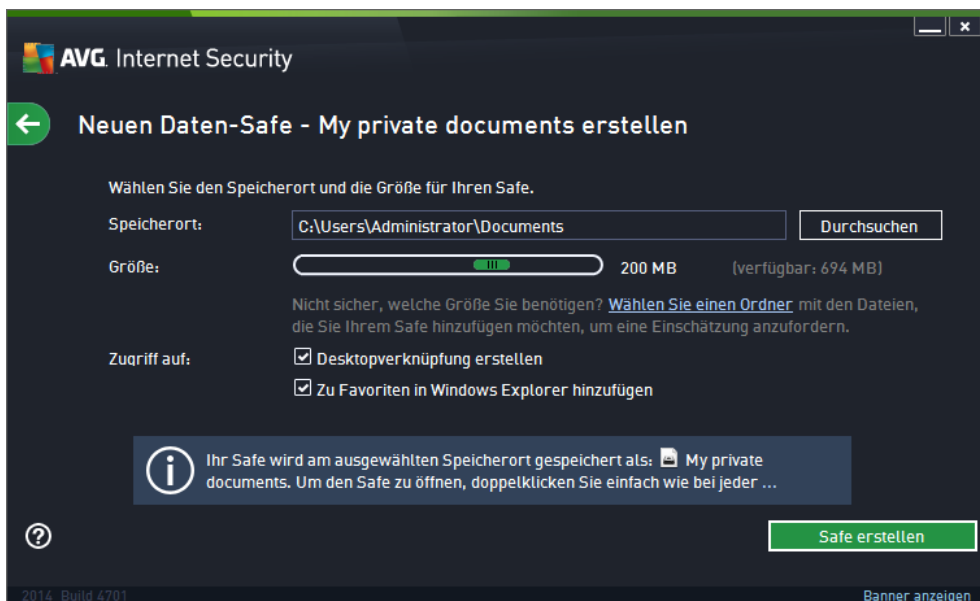 AVG. Internet Security
Neuen Daten-Safe - My private documents erstellen
Wählen Sie den Speicherort und die Größe für Ihren Safe.
Speicherort: C:\Users\Administrator\Documents Durchsuchen
Größe: 200 MB (verfügbar: 694 MB)
Nicht sicher, welche Größe Sie benötigen? Wählen Sie einen Ordner mit den Dateien,
die Sie Ihrem Safe hinzufügen möchten, um eine Einschätzung anzufordern.
Zugriff auf: Desktopverknüpfung erstellen
Zu Favoriten in Windows Explorer hinzufügen
Ihr Safe wird am ausgewählten Speicherort gespeichert als: My private
documents. Um den Safe zu öffnen, doppelklicken Sie einfach wie bei jeder ...
Safe erstellen
2014 Build 4701 Banner anzeigen